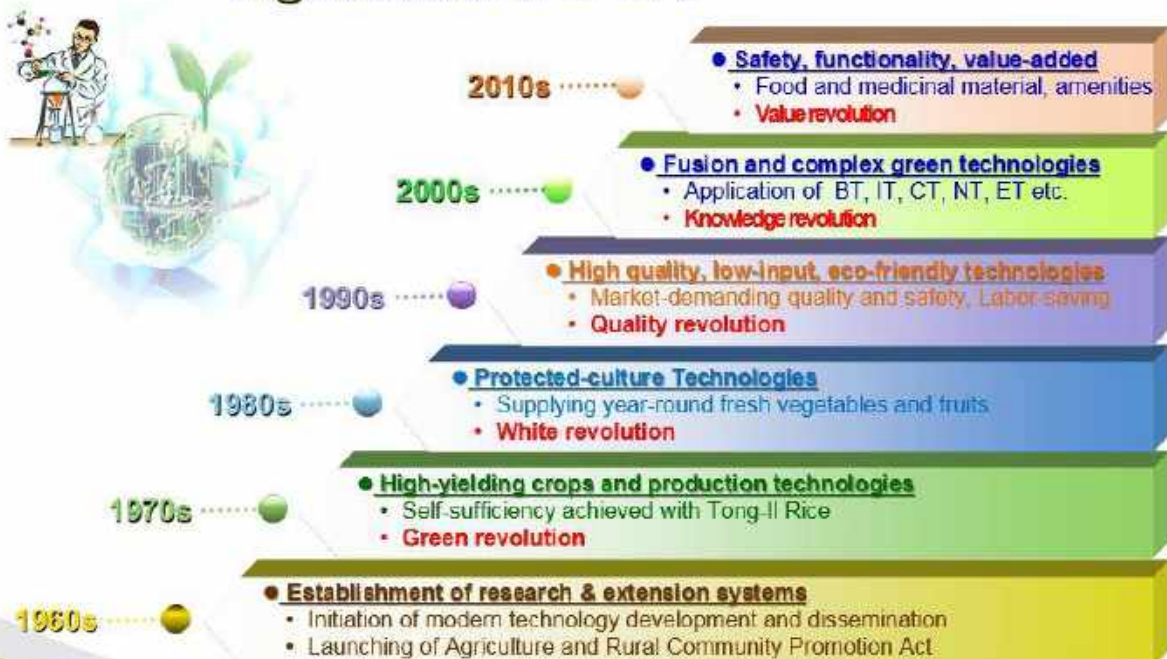 2010s
Safety, functionality, value-added
Food and medicinal material, amenities
Value revolution
2000s
Fusion and complex green technologies
Application of BT, IT, CT, NT, ET etc.
Knowledge revolution
1990s
High quality, low-input, eco-friendly technologies
Market-demanding quality and safety, Labor-saving
Quality revolution
1980s
Protected-culture Technologies
Supplying year-round fresh vegetables and fruits
White revolution
1970s
High-yielding crops and production technologies
Self-sufficiency achieved with Tong-Il Rice
Green revolution
1960s
Establishment of research & extension systems
Initiation of modern technology development and dissemination
Launching of Agriculture and Rural Community Promotion Act